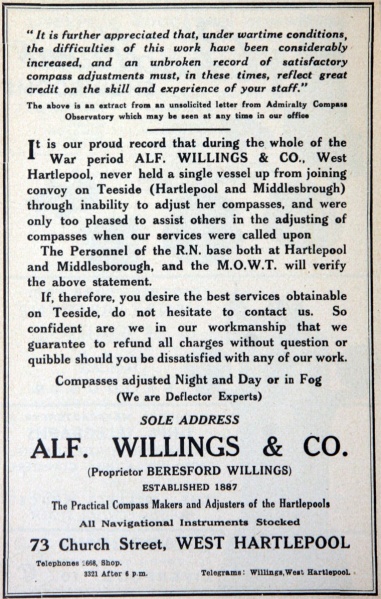 "It is further appreciated that, under wartime conditions,
the difficulties of this work have been considerably
increased, and an unbroken record of satisfactory
compass adjustments must, in these times, reflect great
credit on the skill and experience of your staff."
The above is an extract from an unsolicited letter from Admiralty Compass
Observatory which may be seen at any time in our office
It is our proud record that during the whole of the
War period ALF. WILLINGS & CO., West
Hartlepool, never held a single vessel up from joining
convoy on Teeside (Hartlepool and Middlesbrough)
through inability to adjust her compasses, and were
only too pleased to assist others in the adjusting of
compasses when our services were called upon
The Personnel of the R.N. base both at Hartlepool
and Middlesborough, and the M.O.W.T. will verify
the above statement.
If, therefore, you desire the best services obtainable
on Teeside, do not hesitate to contact us. So
confident are we in our workmanship that we
guarantee to refund all charges without question or
quibble should you be dissatisfied with any of our work.
Compasses adjusted Night and Day or in Fog
(We are Deflector Experts)
SOLE ADDRESS
ALF. WILLINGS & CO.
(Proprietor BERESFORD WILLINGS)
ESTABLISHED 1887
The Practical Compass Makers and Adjusters of the Hartlepools
All Navigational Instruments Stocked
73 Church Street, WEST HARTLEPOOL
Telephones 2668, Shop.
3321 After 6 p.m.
Telegrams: Willings, West Hartlepool.